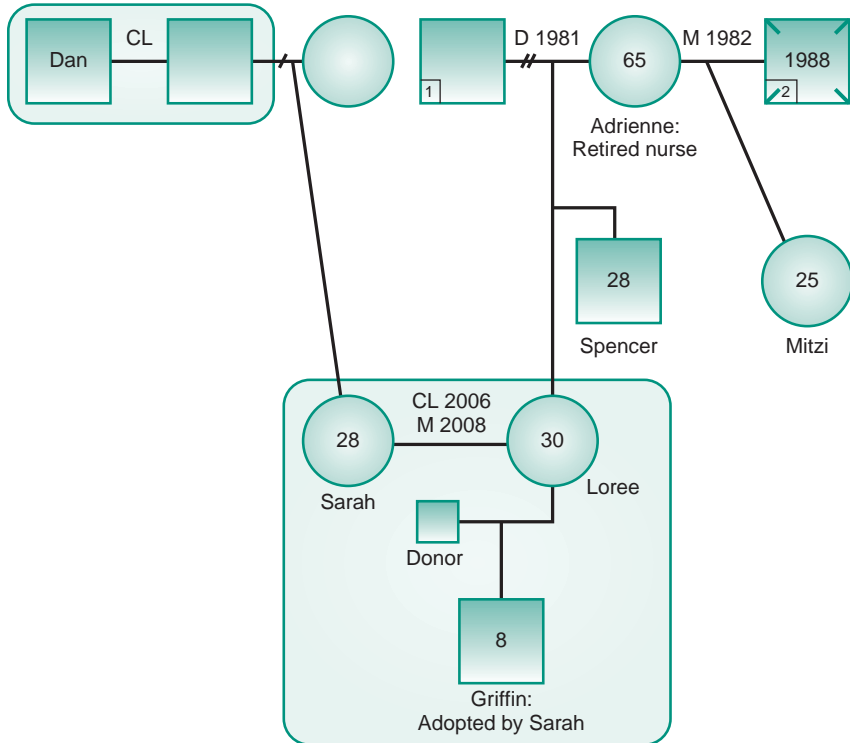 Dan
CL
1
D 1981
65
M 1982
1988
2
Adrienne:
Retired nurse
28
Spencer
25
Mitzi
CL 2006
M 2008
28
Sarah
30
Loree
Donor
8
Griffin:
Adopted by Sarah